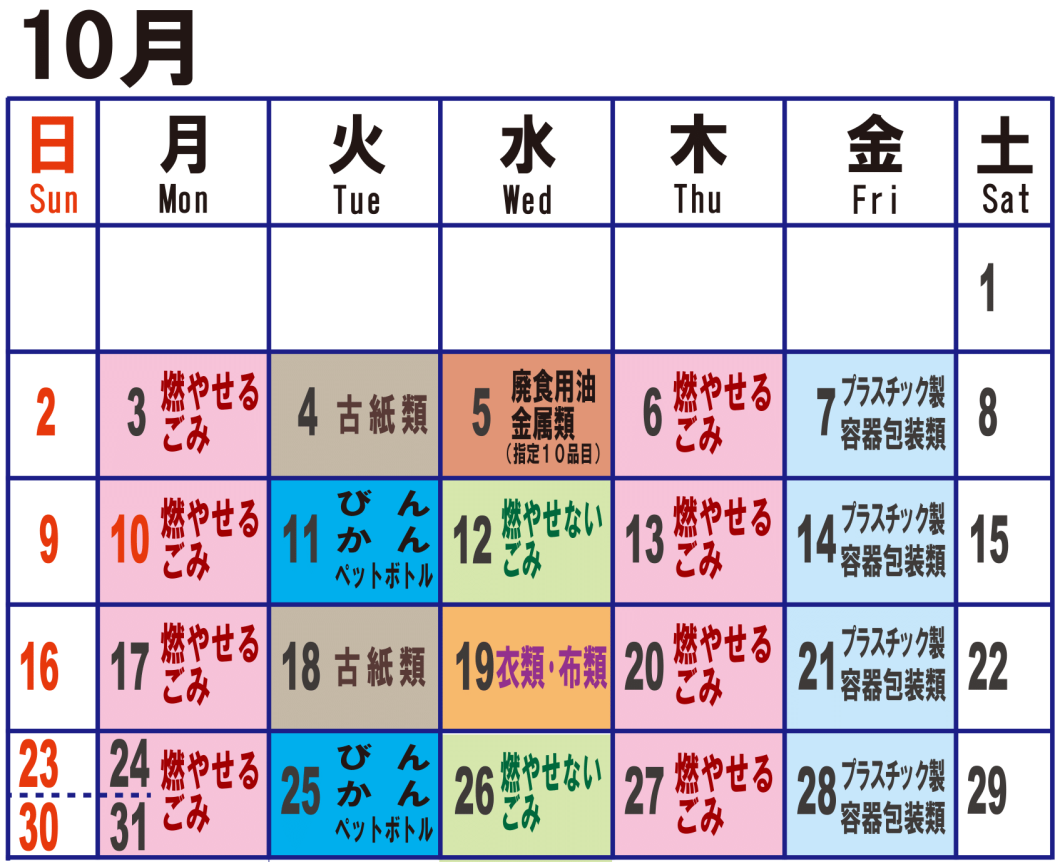 10月
日 月 火 水 木 金 土
Sun Mon Tue Wed Thu Fri Sat
1
2
3 燃やせる
ごみ
4 古紙類
5 廃食用油
金属類
(指定10品目)
6 燃やせる
ごみ
7 プラスチック製
容器包装類
8
9
10 燃やせる
ごみ
11 びん
かん
ペットボトル
12 燃やせない
ごみ
13 燃やせる
ごみ
14 プラスチック製
容器包装類
15
16
17 燃やせる
ごみ
18 古紙類
19 衣類・布類
20 燃やせる
ごみ
21 プラスチック製
容器包装類
22
23
30
24 燃やせる
31 ごみ
25 びん
かん
ペットボトル
26 燃やせない
ごみ
27 燃やせる
ごみ
28 プラスチック製
容器包装類
29